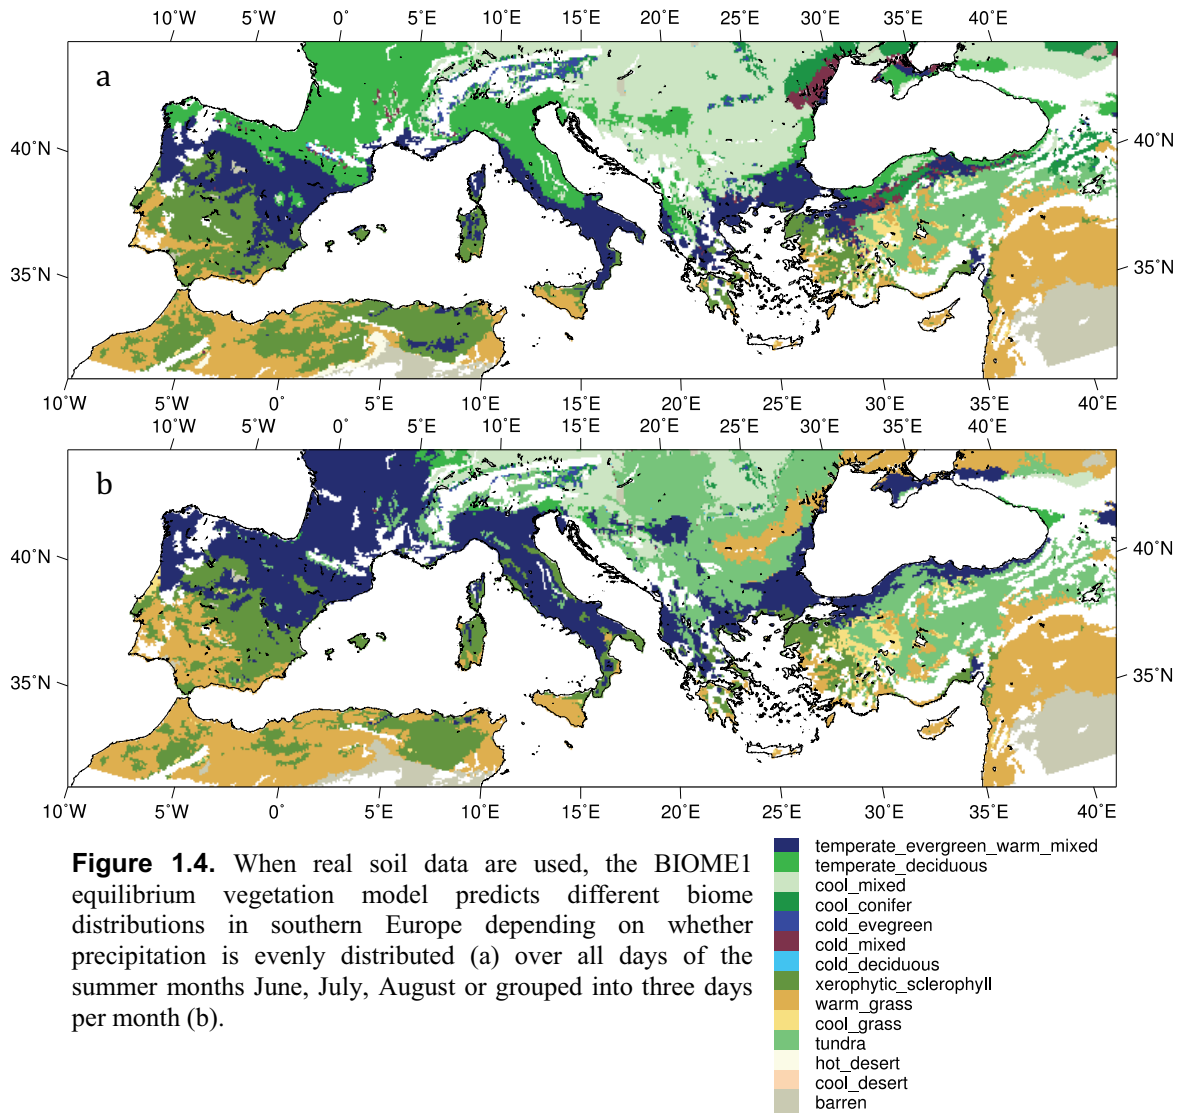 10˚W 5˚W 0˚ 5˚E 10˚E 15˚E 20˚E 25˚E 30˚E 35˚E 40˚E
a
40˚N 40˚N
35˚N 35˚N
10˚W 5˚W 0˚ 5˚E 10˚E 15˚E 20˚E 25˚E 30˚E 35˚E 40˚E
10˚W 5˚W 0˚ 5˚E 10˚E 15˚E 20˚E 25˚E 30˚E 35˚E 40˚E
b
40˚N 40˚N
35˚N 35˚N
10˚W 5˚W 0˚ 5˚E 10˚E 15˚E 20˚E 25˚E 30˚E 35˚E 40˚E
Figure 1.4. When real soil data are used, the BIOME1
equilibrium vegetation model predicts different biome
distributions in southern Europe depending on whether
precipitation is evenly distributed (a) over all days of the
summer months June, July, August or grouped into three days
per month (b).
temperate_evergreen_warm_mixed
temperate_deciduous
cool_mixed
cool_conifer
cold_evegreen
cold_mixed
cold_deciduous
xerophytic_sclerophyll
warm_grass
cool_grass
tundra
hot_desert
cool_desert
barren